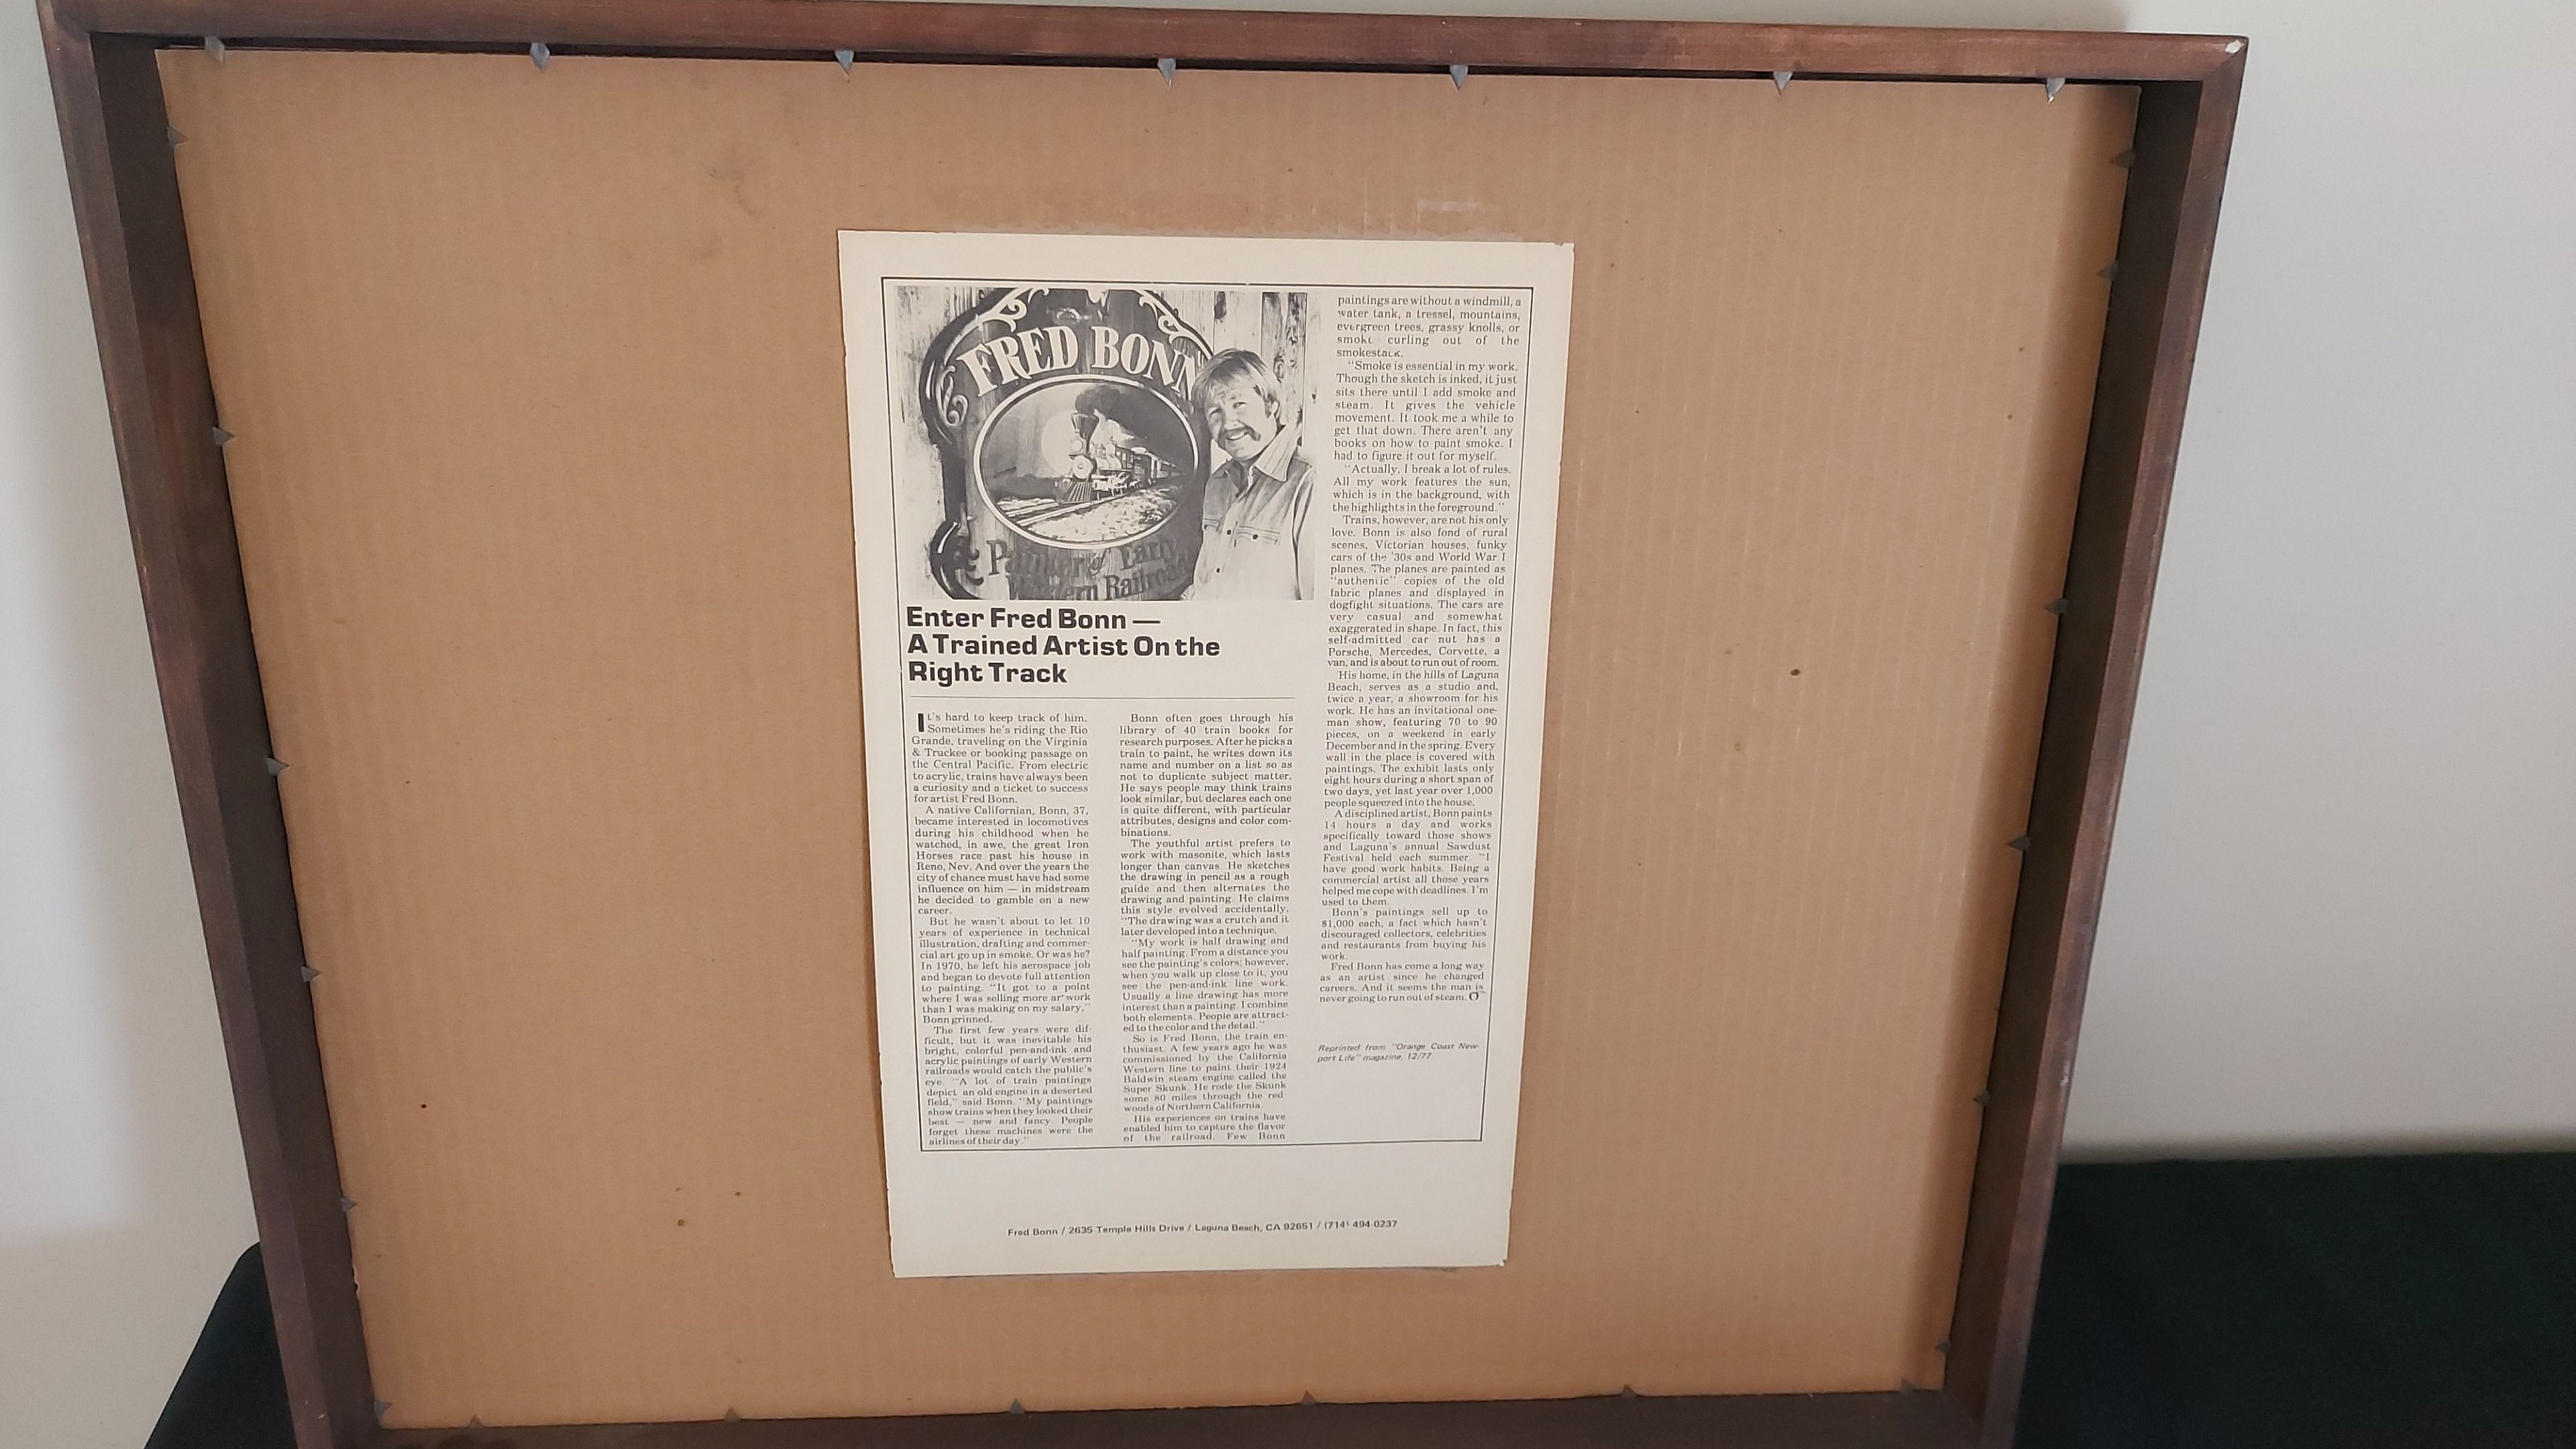 FRED BONN
Painter of Early
Western Railroads
Enter Fred Bonn —
A Trained Artist On the
Right Track
It's hard to keep track of him.
Sometimes he's riding the Rio
Grande, traveling on the Virginia
& Truckee or booking passage on
the Central Pacific. From electric
to acrylic, trains have always been
a curiosity and a ticket to success
for artist Fred Bonn.
A native Californian, Bonn, 37,
became interested in locomotives
during his childhood when he
watched, in awe, the great Iron
Horses race past his house in
Reno, Nev. And over the years the
city of chance must have had some
influence on him — in midstream
he decided to gamble on a new
career.
But he wasn't about to let 10
years of experience in technical
illustration, drafting and commer-
cial art go up in smoke. Or was he?
In 1970, he left his aerospace job
and began to devote full attention
to painting. "It got to a point
where I was selling more artwork
than I was making on my salary,"
Bonn grinned.
The first few years were dif-
ficult, but it was inevitable his
bright, colorful pen-and-ink and
acrylic paintings of early Western
railroads would catch the public's
eye. "A lot of train paintings
depict an old engine in a deserted
field," said Bonn. "My paintings
show trains when they looked their
best — new and fancy. People
forget these machines were the
airlines of their day."
Bonn often goes through his
library of 40 train books for
research purposes. After he picks a
train to paint, he writes down its
name and number on a list so as
not to duplicate subject matter.
He says people may think trains
look similar, but declares each one
is quite different, with particular
attributes, designs and color com-
binations.
The youthful artist prefers to
work with masonite, which lasts
longer than canvas. He sketches
the drawing in pencil as a rough
guide and then alternates the
drawing and painting. He claims
this style evolved accidentally.
"The drawing was a crutch and it
later developed into a technique.
"My work is half drawing and
half painting. From a distance you
see the painting's colors; however,
when you walk up close to it, you
see the pen-and-ink line work.
Usually a line drawing has more
interest than a painting. I combine
both elements. People are attract-
ed to the color and the detail."
So is Fred Bonn, the train en-
thusiast. A few years ago he was
commissioned by the California
Western line to paint their 1924
Baldwin steam engine called the
Super Skunk. He rode the Skunk
some 80 miles through the red-
woods of Northern California.
His experiences on trains have
enabled him to capture the flavor
of the railroad. Few Bonn
paintings are without a windmill, a
water tank, a tressel, mountains,
evergreen trees, grassy knolls, or
smoke curling out of the
smokestack.
"Smoke is essential in my work.
Though the sketch is inked, it just
sits there until I add smoke and
steam. It gives the vehicle
movement. It took me a while to
get that down. There aren't any
books on how to paint smoke. I
had to figure it out for myself.
"Actually, I break a lot of rules.
All my work features the sun,
which is in the background, with
the highlights in the foreground."
Trains, however, are not his only
love. Bonn is also fond of rural
scenes, Victorian houses, funky
cars of the '30s and World War I
planes. The planes are painted as
"authentic" copies of the old
fabric planes and displayed in
dogfight situations. The cars are
very casual and somewhat
exaggerated in shape. In fact, this
self-admitted car nut has a
Porsche, Mercedes, Corvette, a
van, and is about to run out of room.
His home, in the hills of Laguna
Beach, serves as a studio and,
twice a year, a showroom for his
work. He has an invitational one-
man show, featuring 70 to 90
pieces, on a weekend in early
December and in the spring. Every
wall in the place is covered with
paintings. The exhibit lasts only
eight hours during a short span of
two days, yet last year over 1,000
people squeezed into the house.
A disciplined artist, Bonn paints
14 hours a day and works
specifically toward those shows
and Laguna's annual Sawdust
Festival held each summer. "I
have good work habits. Being a
commercial artist all those years
helped me cope with deadlines. I'm
used to them.
Bonn's paintings sell up to
$1,000 each, a fact which hasn't
discouraged collectors, celebrities
and restaurants from buying his
work.
Fred Bonn has come a long way
as an artist since he changed
careers. And it seems the man is
never going to run out of steam. O
Reprinted from "Orange Coast New-
port Life" magazine, 12/77
Fred Bonn / 2635 Temple Hills Drive / Laguna Beach, CA 92651 / (714) 494-0237